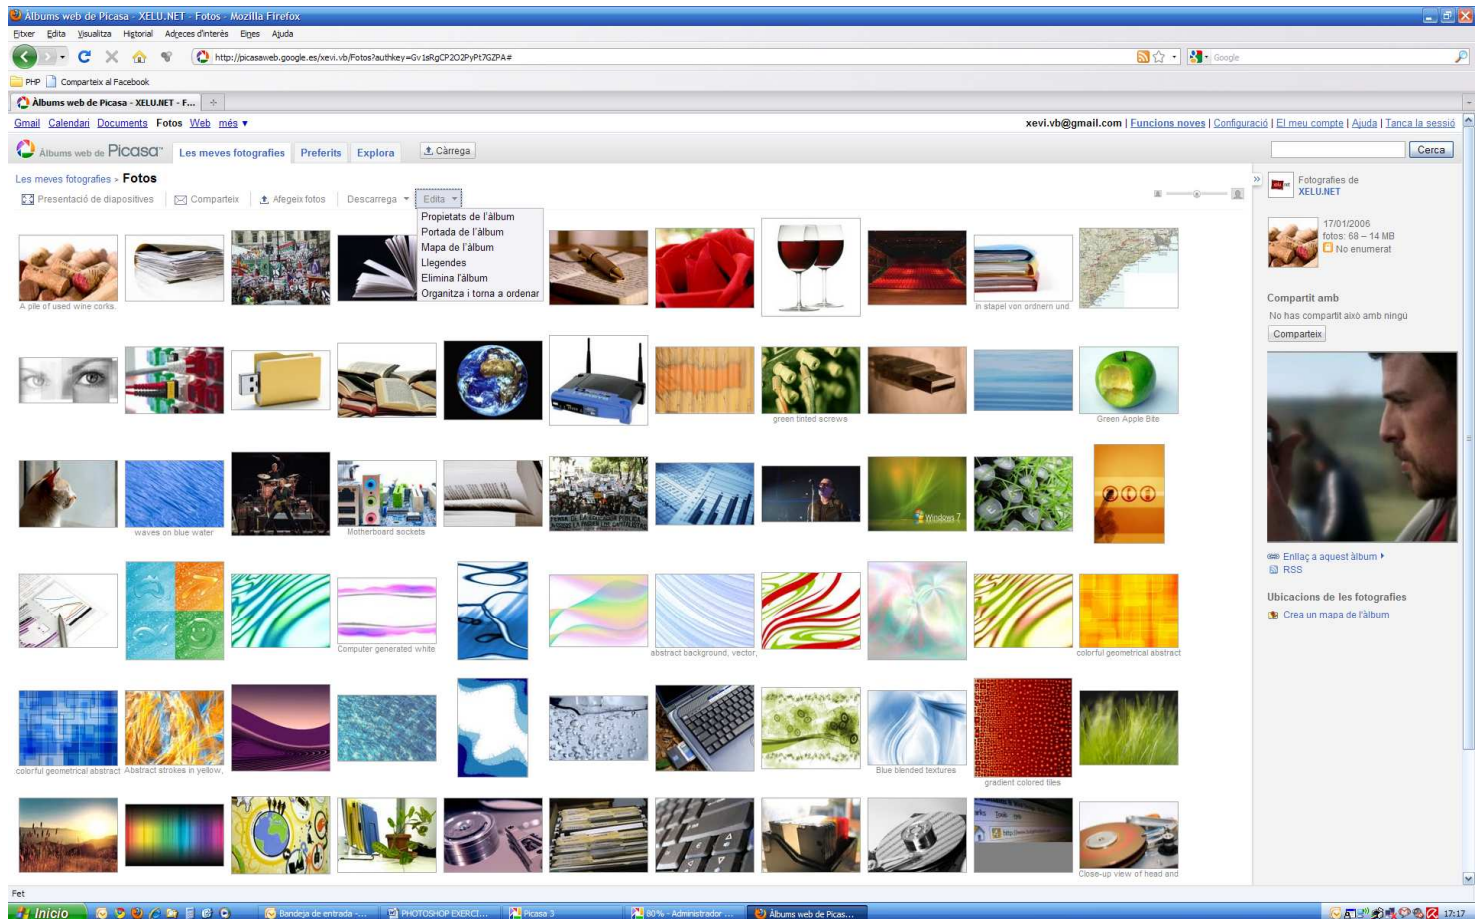 Àlbums web de Picasa - XELU.NET - Fotos - Mozilla Firefox
Fitxer Edita Visualitza Historial Adreces d'interès Eines Ajuda
http://picasaweb.google.es/xevi.vb/Fotos?authkey=Gv1sRgCP2O2PyPt7GZPA#
Google
PHP Comparteix al Facebook
Àlbums web de Picasa - XELU.NET - F...
Gmail Calendari Documents Fotos Web més ▼
xevi.vb@gmail.com | Funcions noves | Configuració | El meu compte | Ajuda | Tanca la sessió
Àlbums web de Picasa™ Les meves fotografies Preferits Explora Càrrega
Cerca
Les meves fotografies > Fotos
Presentació de diapositives Comparteix Afegeix fotos Descarrega Edita
Propietats de l'àlbum
Portada de l'àlbum
Mapa de l'àlbum
Llegendes
Elimina l'àlbum
Organitza i torna a ordenar
A pile of used wine corks.
in stapel von ordnern und
green tinted screws
Green Apple Bite
Windows 7
waves on blue water
Motherboard sockets
Computer generated white
abstract background, vector,
colorful geometrical abstract
colorful geometrical abstract
Abstract strokes in yellow,
Blue blended textures
gradient colored tiles
Close-up view of head and
Fotografies de
XELU.NET
17/01/2006
fotos: 68 – 14 MB
No enumerat
Compartit amb
No has compartit això amb ningú
Comparteix
Enllaç a aquest àlbum
RSS
Ubicacions de les fotografies
Crea un mapa de l'àlbum
Fet
Inicio
Bandeja de entrada -...
PHOTOSHOP EXERCI...
Picasa 3
80% - Administrador ...
Àlbums web de Picas...
17:17